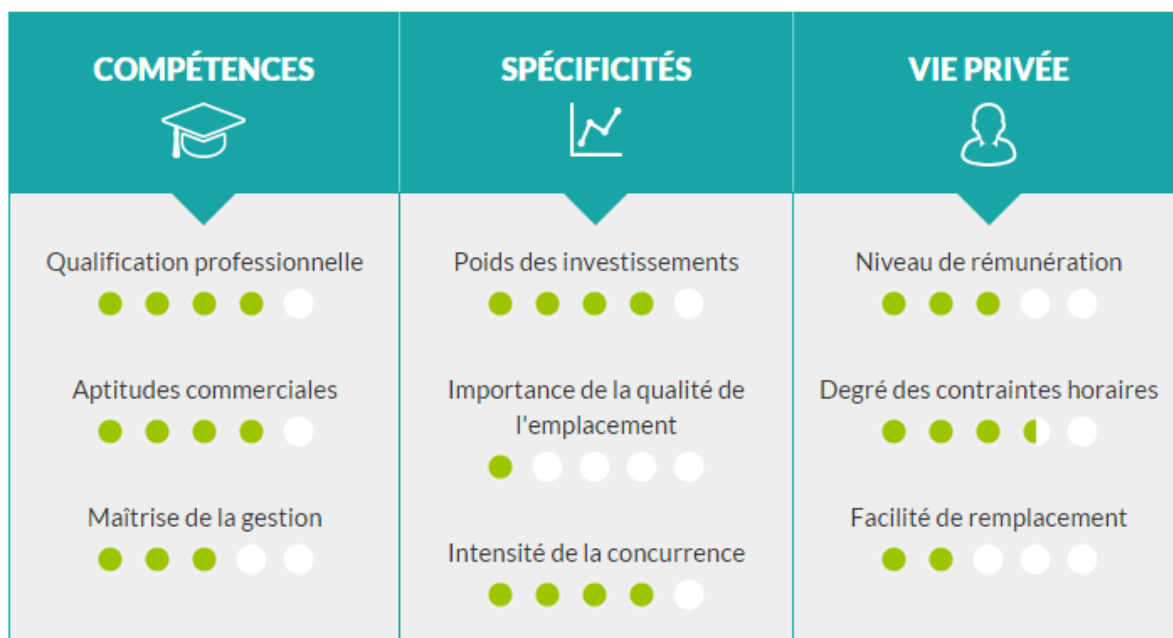 COMPÉTENCES
Qualification professionnelle
Aptitudes commerciales
Maîtrise de la gestion
SPÉCIFICITÉS
Poids des investissements
Importance de la qualité de
l'emplacement
Intensité de la concurrence
VIE PRIVÉE
Niveau de rémunération
Degré des contraintes horaires
Facilité de remplacement